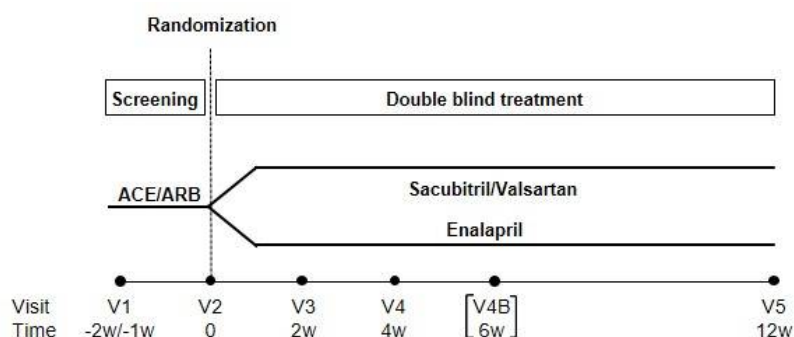 Randomization
Screening
Double blind treatment
ACE/ARB
Sacubitril/Valsartan
Enalapril
Visit V1 V2 V3 V4 [V4B] V5
Time -2w/-1w 0 2w 4w [6w] 12w